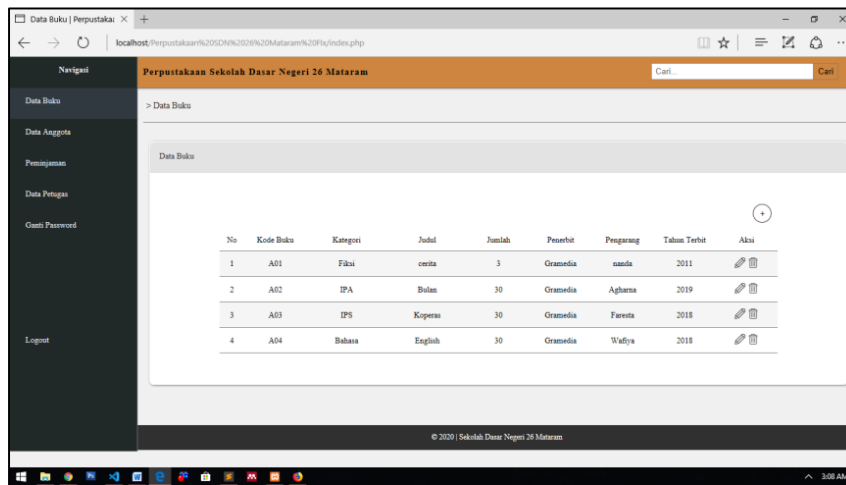 Data Buku | Perpustakaa
localhost/Perpustakaan%20SDN%2026%20Mataram%20Fix/index.php
Navigasi
Perpustakaan Sekolah Dasar Negeri 26 Mataram
Cari...
Cari
Data Buku
> Data Buku
Data Anggota
Peminjaman
Data Petugas
Ganti Password
Logout
Data Buku
+
No Kode Buku Kategori Judul Jumlah Penerbit Pengarang Tahun Terbit Aksi
1 A01 Fiksi cerita 3 Gramedia nanda 2011
2 A02 IPA Bulan 30 Gramedia Agharna 2019
3 A03 IPS Koperas 30 Gramedia Faresta 2018
4 A04 Bahasa English 30 Gramedia Wafiya 2018
© 2020 | Sekolah Dasar Negeri 26 Mataram
3:08 AM